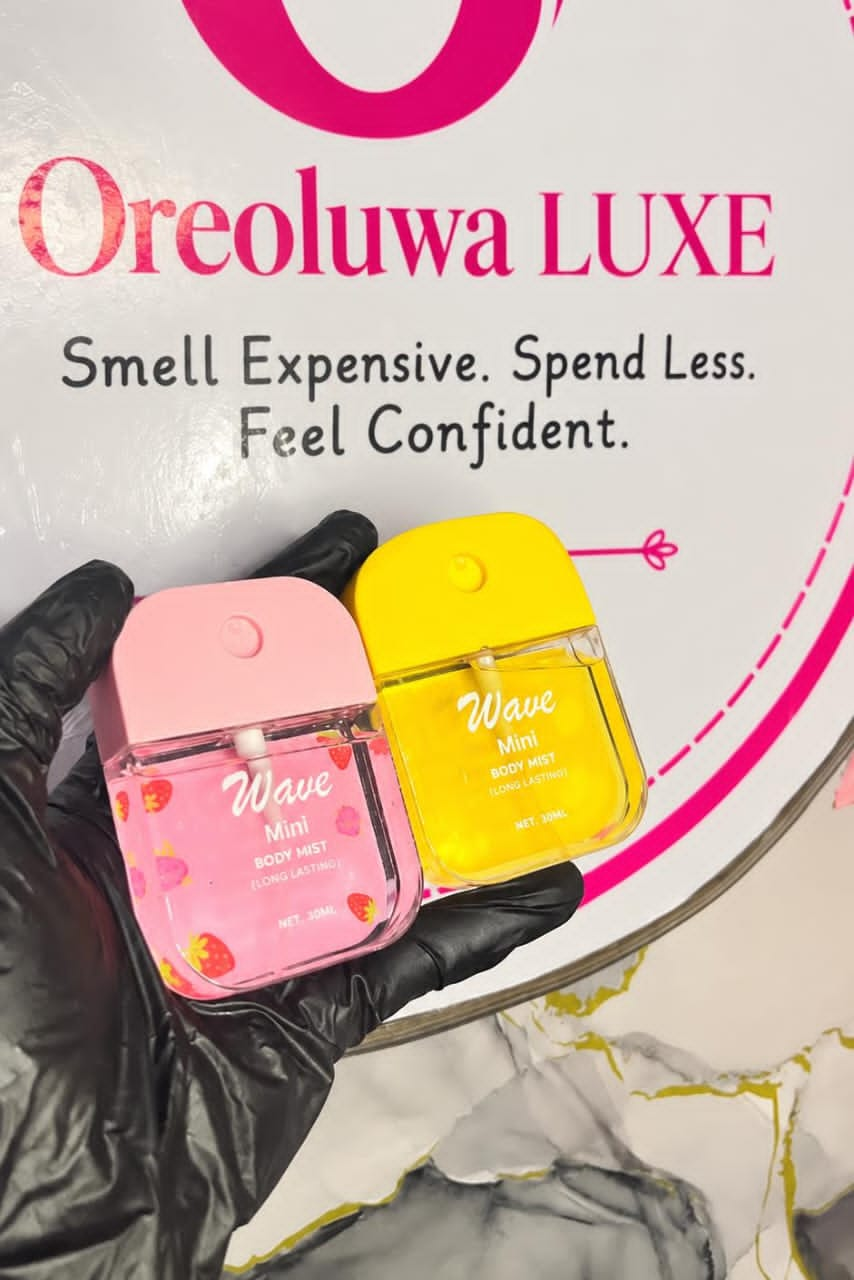 Oreoluwa LUXE
Smell Expensive. Spend Less.
Feel Confident.
Wave
Mini
BODY MIST
(LONG LASTING)
NET. 30ML
Wave
Mini
BODY MIST
(LONG LASTING)
NET. 30ML